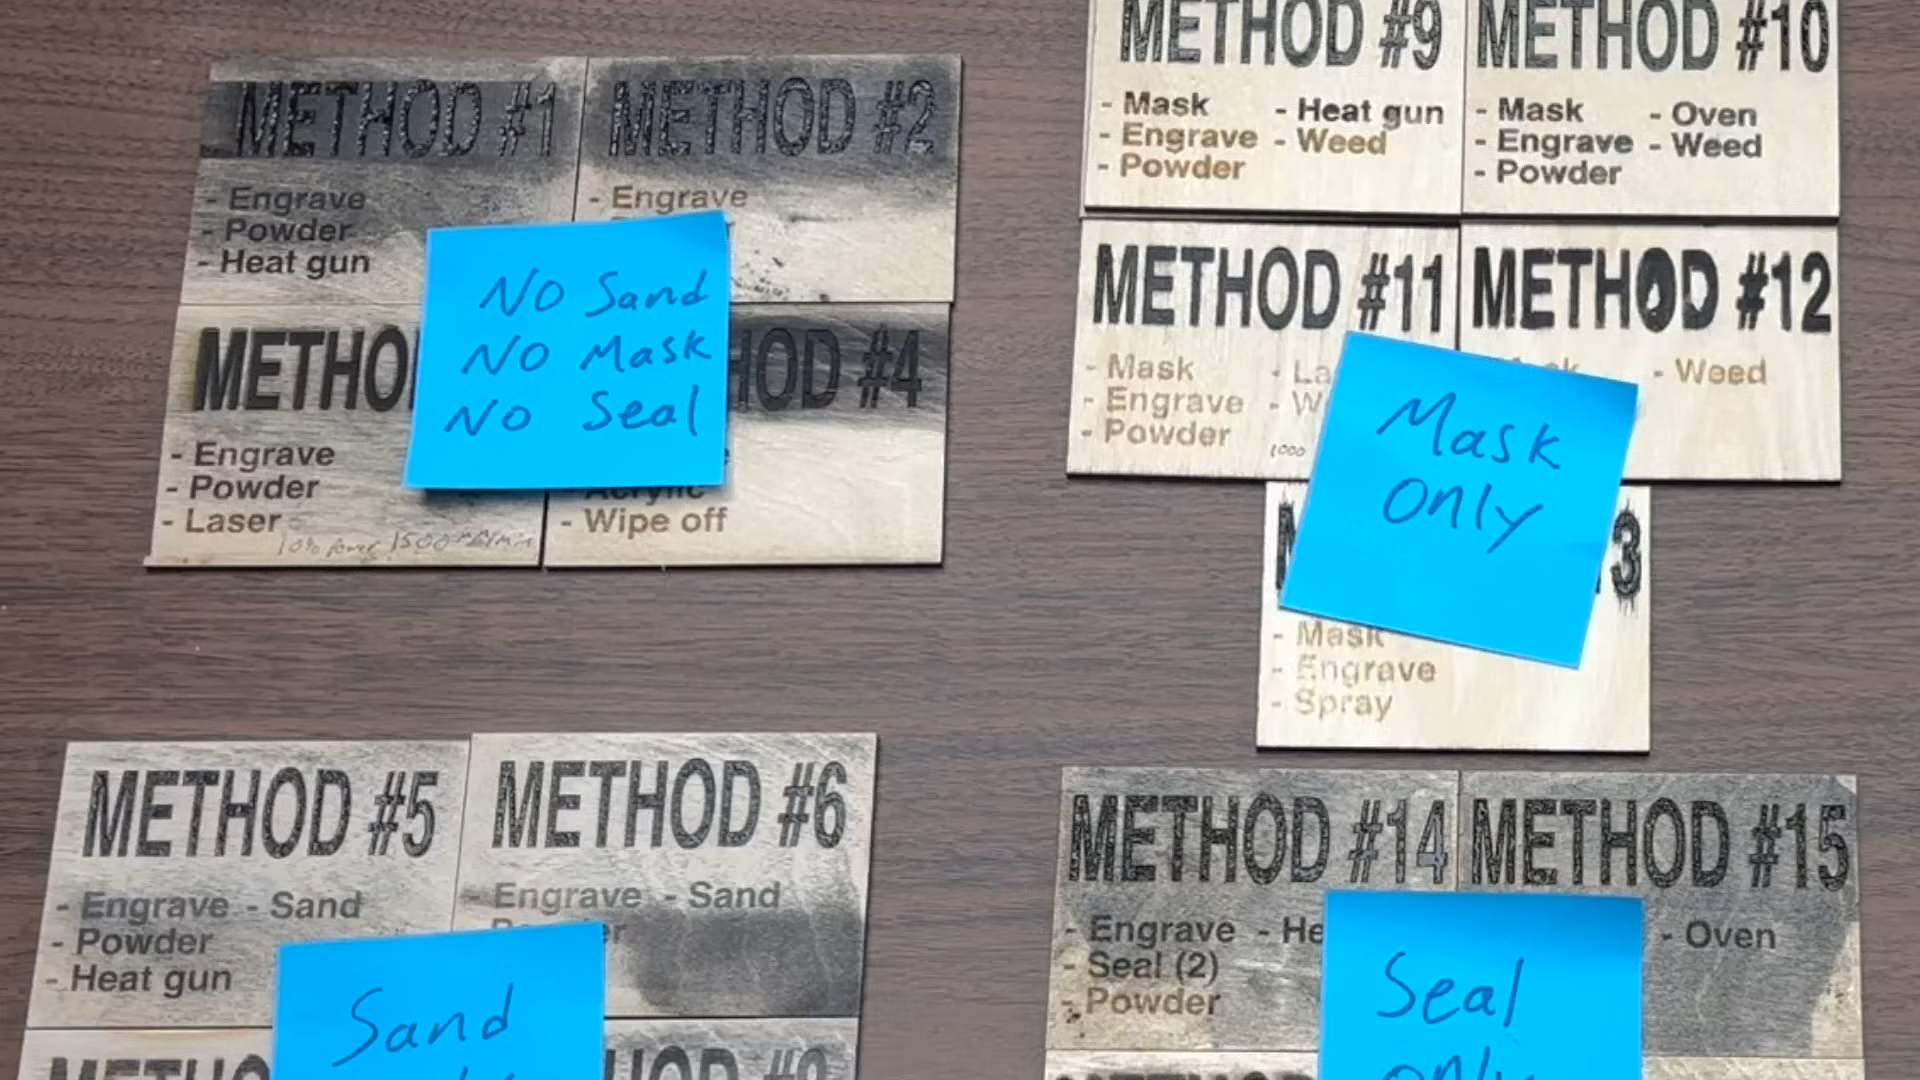 METHOD #1
- Engrave
- Powder
- Heat gun
METHOD #2
- Engrave
- Engrave
- Powder
- Laser
10% power 1500
#4
- Wipe off
NO Sand
NO Mask
NO Seal
METHOD #9
- Mask - Heat gun
- Engrave - Weed
- Powder
METHOD #10
- Mask - Oven
- Engrave - Weed
- Powder
METHOD #11
- Mask
- Engrave
- Powder
1000
METHOD #12
- Weed
Mask
Only
- Mask
- Engrave
- Spray
METHOD #5
- Engrave - Sand
- Powder
- Heat gun
METHOD #6
- Engrave - Sand
Sand
METHOD #14
- Engrave
- Seal (2)
- Powder
METHOD #15
- Oven
Seal
only